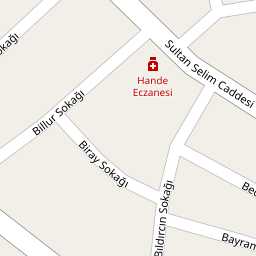 Sokağı
Sultan Selim Caddesi
Hande
Eczanesi
Billur Sokağı
Biray Sokağı
Bıldırcın Sokağı
Bayram